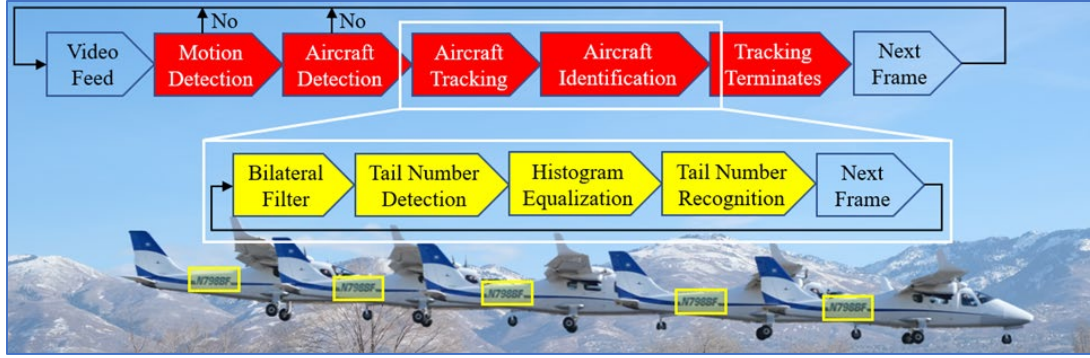 No
No
Video
Feed
Motion
Detection
Aircraft
Detection
Aircraft
Tracking
Aircraft
Identification
Tracking
Terminates
Next
Frame
Bilateral
Filter
Tail Number
Detection
Histogram
Equalization
Tail Number
Recognition
Next
Frame
N798BF
N798BF
N798BF
N798BF
N798BF